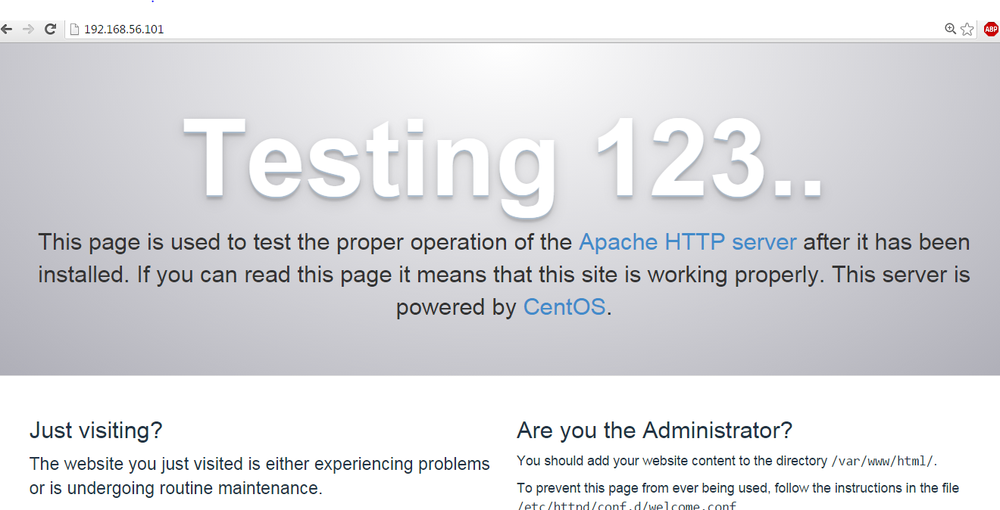 192.168.56.101
ABP
Testing 123..
This page is used to test the proper operation of the Apache HTTP server after it has been
installed. If you can read this page it means that this site is working properly. This server is
powered by CentOS.
Just visiting?
The website you just visited is either experiencing problems
or is undergoing routine maintenance.
Are you the Administrator?
You should add your website content to the directory /var/www/html/.
To prevent this page from ever being used, follow the instructions in the file
/etc/httpd/conf.d/welcome.conf